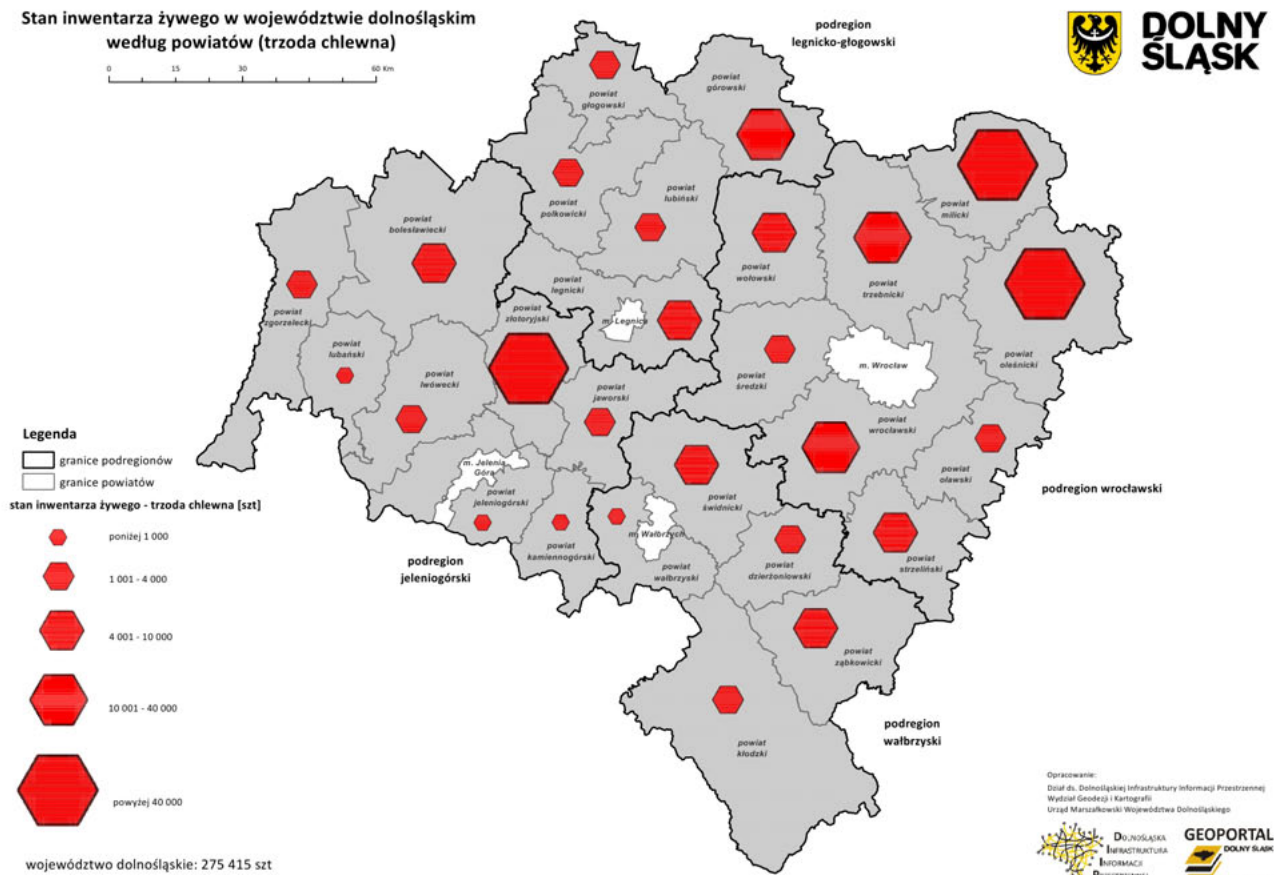 Stan inwentarza żywego w województwie dolnośląskim
według powiatów (trzoda chlewna)
0 15 30 60 Km
podregion
legnicko-głogowski
DOLNY
ŚLĄSK
powiat
głogowski
powiat
górowski
powiat
polkowicki
powiat
lubiński
powiat
milicki
powiat
bolesławiecki
powiat
wołowski
powiat
trzebnicki
powiat
legnicki
powiat
zgorzelecki
powiat
złotoryjski
m. Legnica
powiat
oleśnicki
powiat
lubański
powiat
lwówecki
powiat
jaworski
powiat
średzki
m. Wrocław
powiat
wrocławski
m. Jelenia
Góra
powiat
jeleniogórski
powiat
świdnicki
powiat
oławski
podregion wrocławski
powiat
kamiennogórski
m. Wałbrzych
powiat
wałbrzyski
powiat
dzierżoniowski
powiat
strzeliński
podregion
jeleniogórski
powiat
ząbkowicki
powiat
kłodzki
podregion
wałbrzyski
Legenda
granice podregionów
granice powiatów
stan inwentarza żywego - trzoda chlewna [szt]
poniżej 1 000
1 001 - 4 000
4 001 - 10 000
10 001 - 40 000
powyżej 40 000
województwo dolnośląskie: 275 415 szt
Opracowanie:
Dział ds. Dolnośląskiej Infrastruktury Informacji Przestrzennej
Wydział Geodezji i Kartografii
Urząd Marszałkowski Województwa Dolnośląskiego
DOLNOŚLĄSKA
INFRASTRUKTURA
INFORMACJI
GEOPORTAL
DOLNY ŚLĄSK